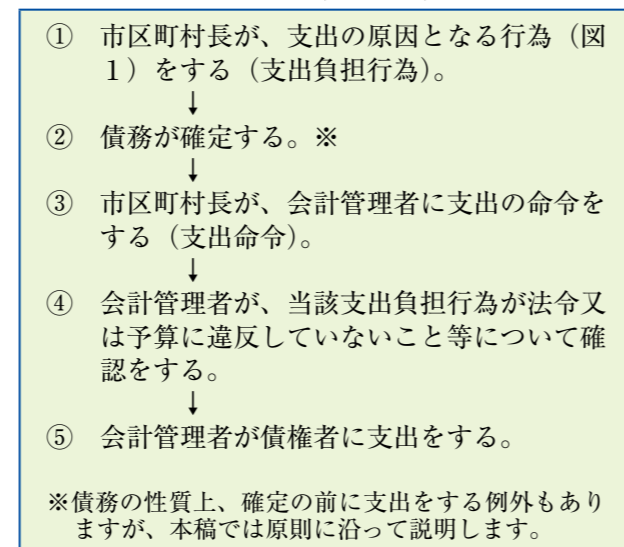 ① 市区町村長が、支出の原因となる行為（図
１）をする（支出負担行為）。
↓
② 債務が確定する。※
↓
③ 市区町村長が、会計管理者に支出の命令を
する（支出命令）。
↓
④ 会計管理者が、当該支出負担行為が法令又
は予算に違反していないこと等について確
認をする。
↓
⑤ 会計管理者が債権者に支出をする。
※債務の性質上、確定の前に支出をする例外もあり
ますが、本稿では原則に沿って説明します。